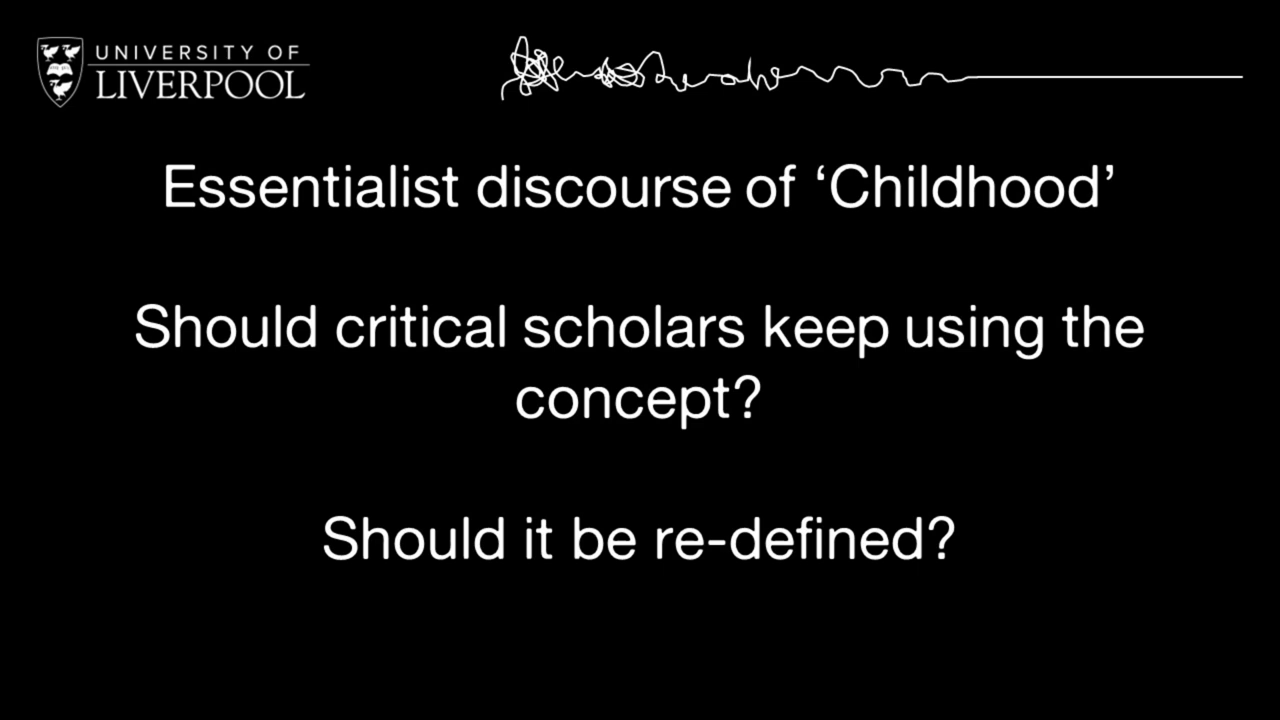 UNIVERSITY OF
LIVERPOOL
Essentialist discourse of ‘Childhood’
Should critical scholars keep using the
concept?
Should it be re-defined?